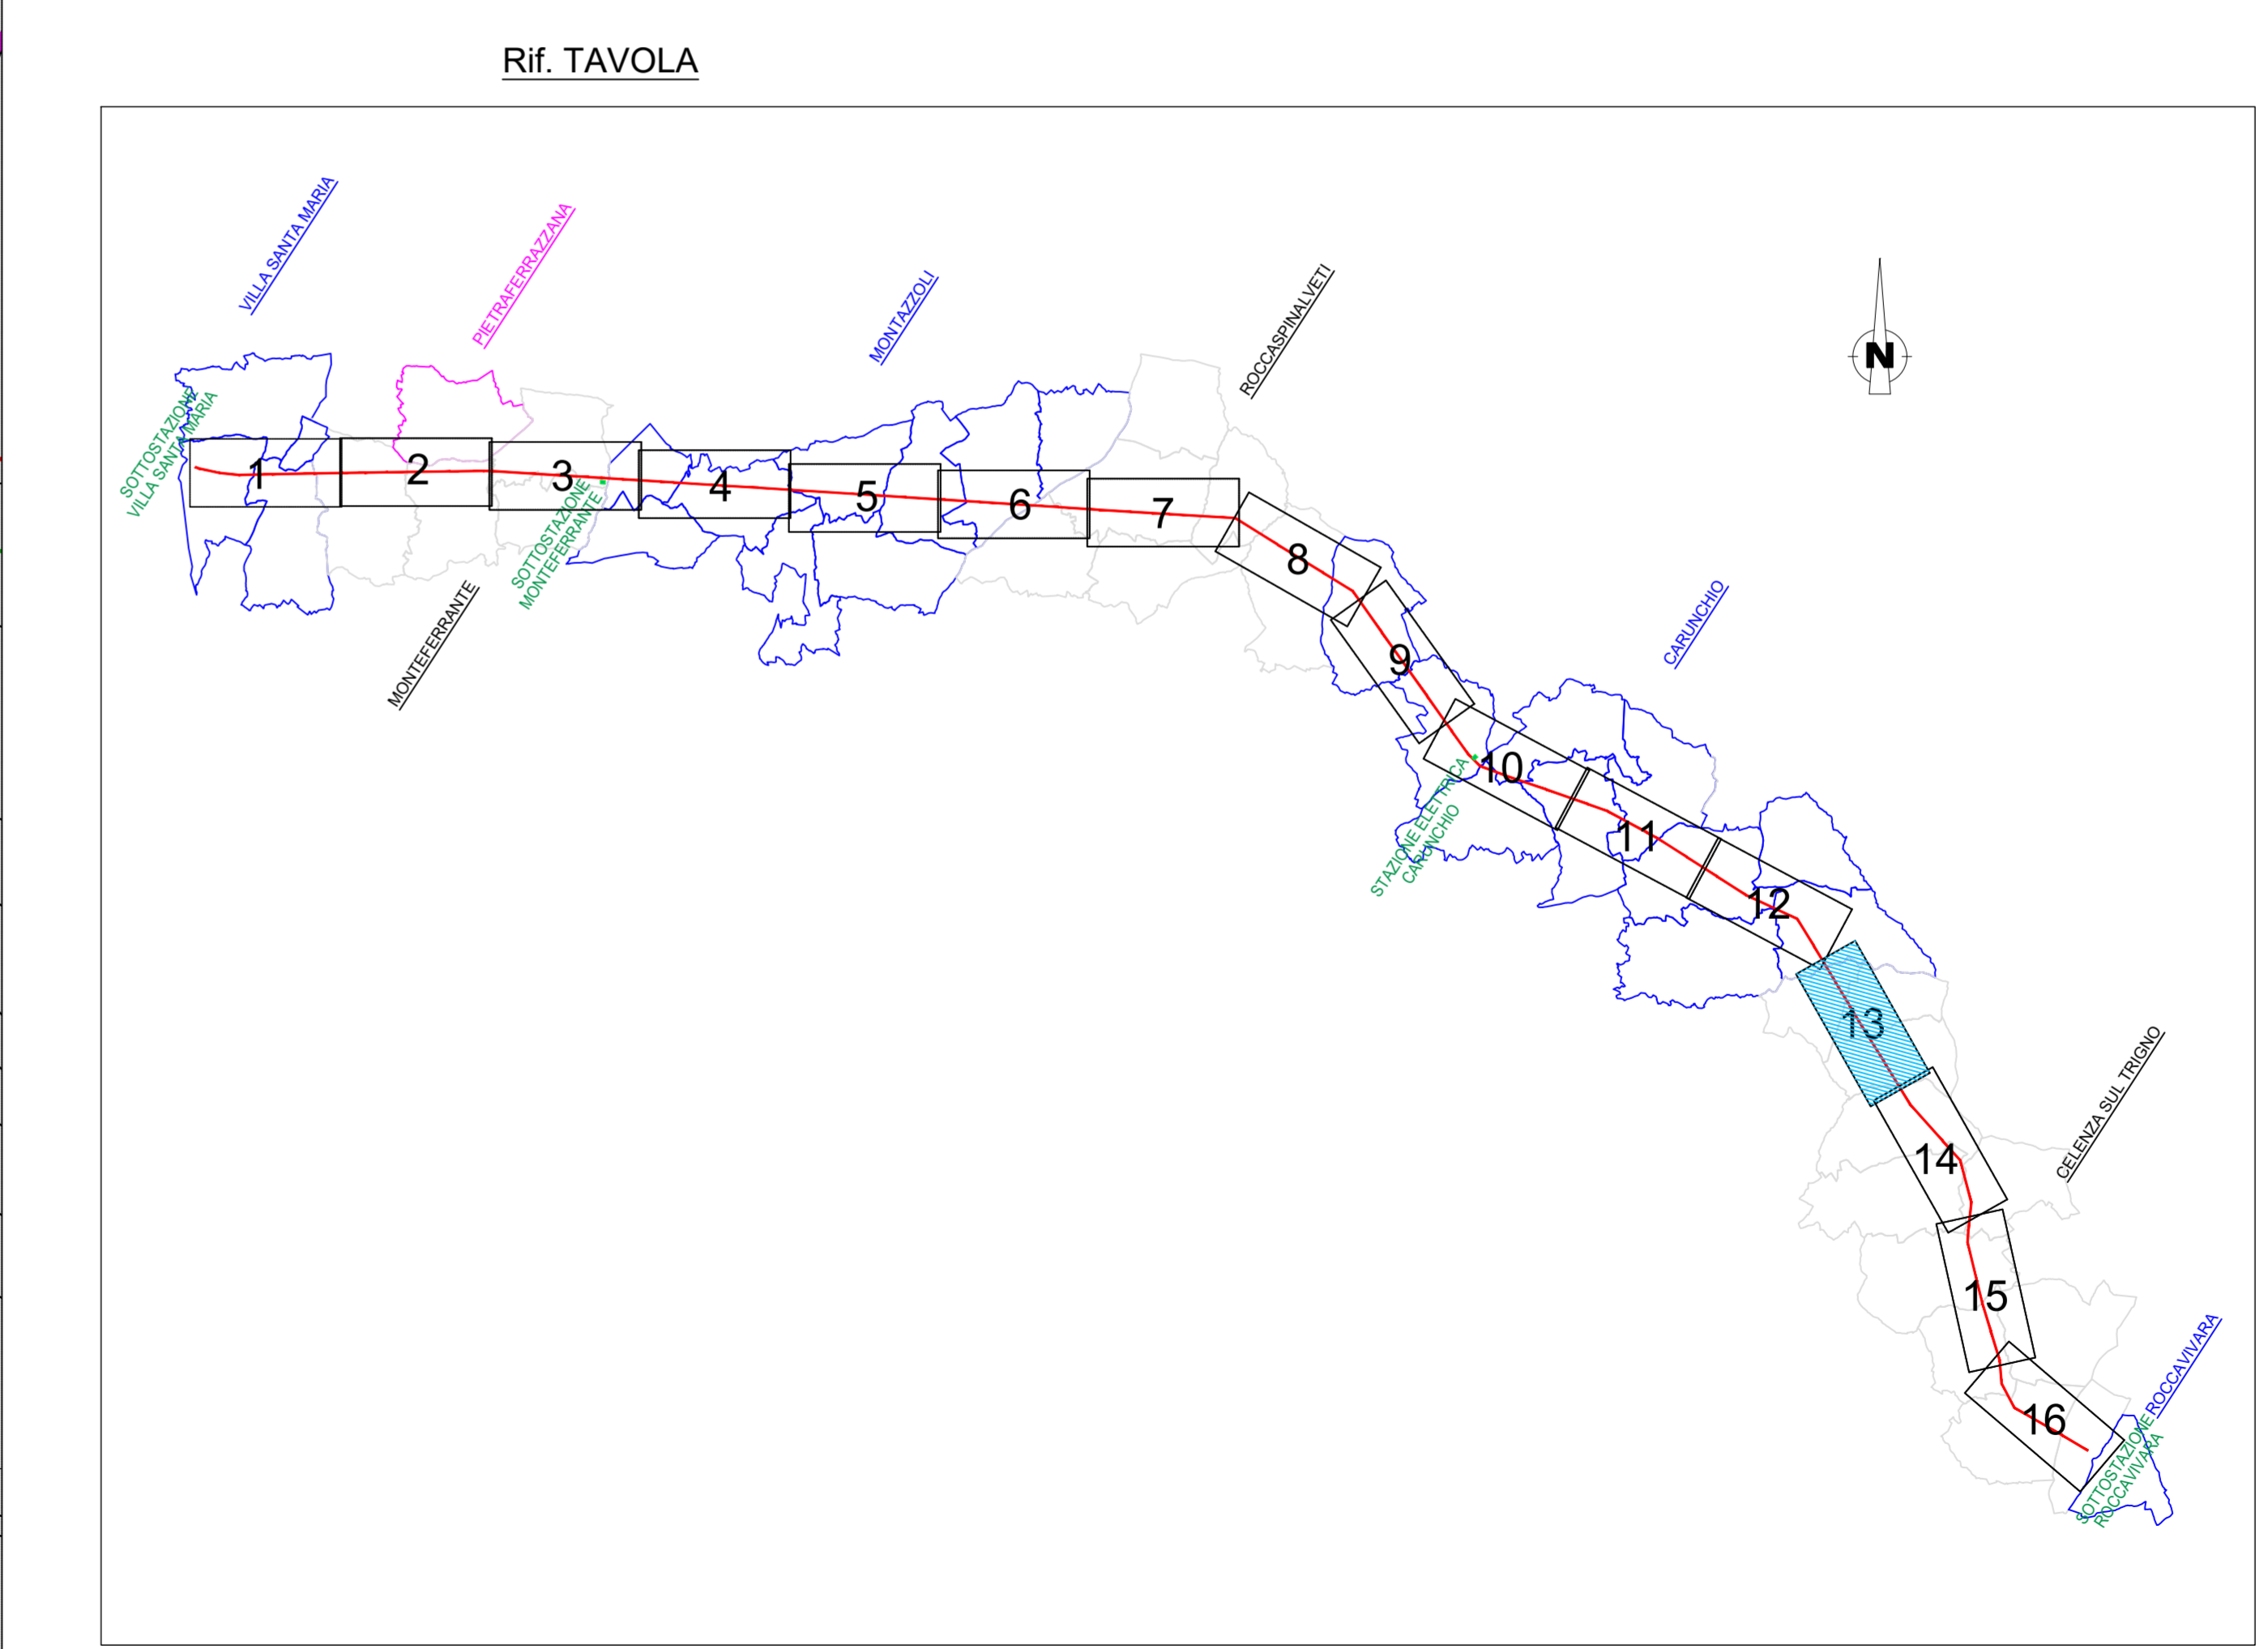 Rif. TAVOLA
VILLA SANTA MARIA
PIETRAFERRAZZANA
MONTAZZOLI
ROCCASPINALVETI
N
SOTTOSTAZIONE
VILLA SANTA MARIA
1
2
3
4
5
6
7
8
9
10
11
12
13
14
15
16
SOTTOSTAZIONE
MONTEFERRANTE
MONTEFERRANTE
CARUNCHIO
STAZIONE ELETTRICA
CARUNCHIO
CELENZA SUL TRIGNO
ROCCAVIVARA
SOTTOSTAZIONE
ROCCAVIVARA